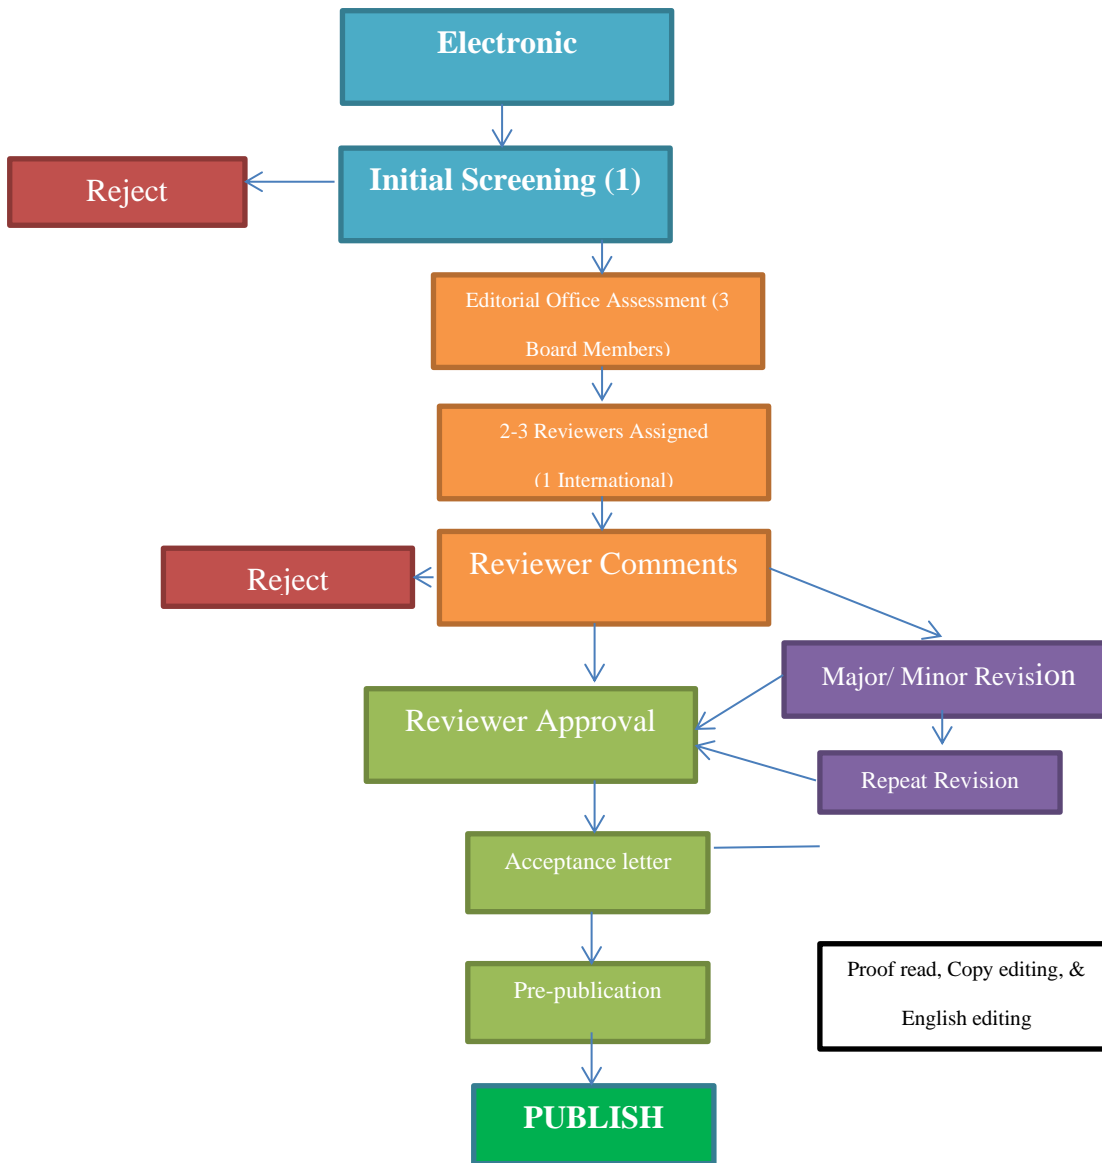 Electronic
Initial Screening (1)
Reject
Editorial Office Assessment (3
Board Members)
2-3 Reviewers Assigned
(1 International)
Reviewer Comments
Reject
Major/ Minor Revision
Reviewer Approval
Repeat Revision
Acceptance letter
Proof read, Copy editing, &
English editing
Pre-publication
PUBLISH